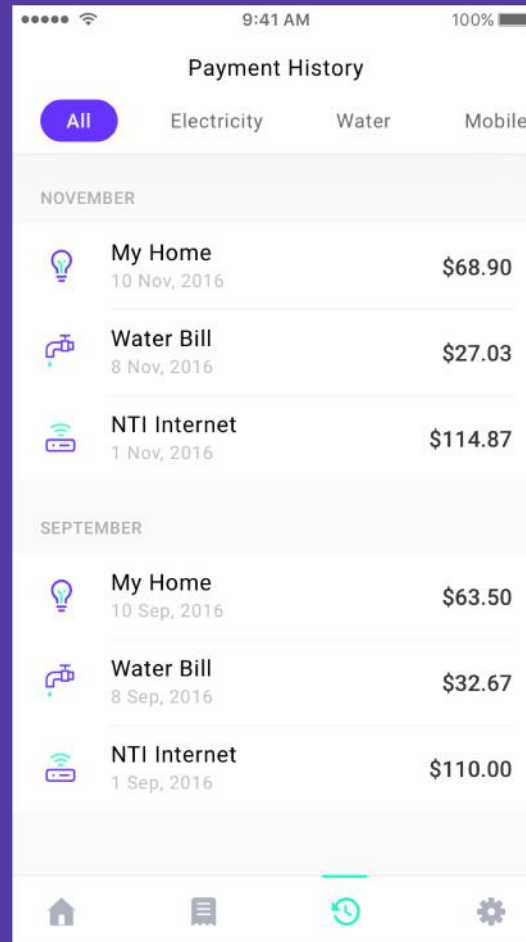 9:41 AM 100%
Payment History
All Electricity Water Mobile
NOVEMBER
My Home
10 Nov, 2016
$68.90
Water Bill
8 Nov, 2016
$27.03
NTI Internet
1 Nov, 2016
$114.87
SEPTEMBER
My Home
10 Sep, 2016
$63.50
Water Bill
8 Sep, 2016
$32.67
NTI Internet
1 Sep, 2016
$110.00